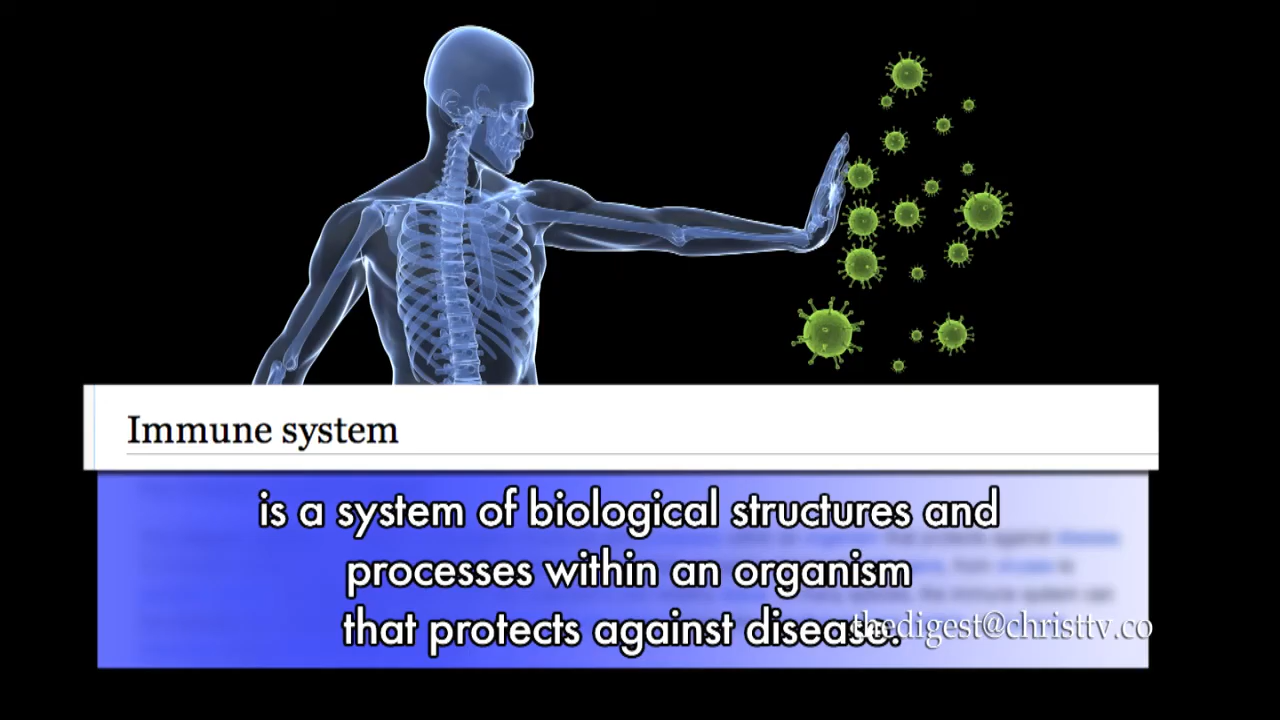 Immune system
is a system of biological structures and
processes within an organism
that protects against disease.
thedigest@christtv.co